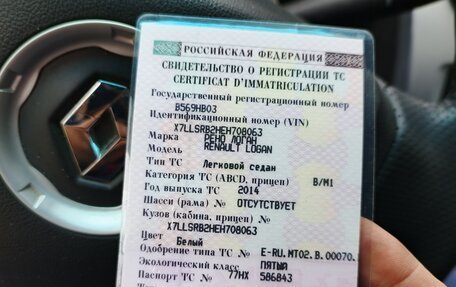 РОССИЙСКАЯ ФЕДЕРАЦИЯ
СВИДЕТЕЛЬСТВО О РЕГИСТРАЦИИ ТС
CERTIFICAT D'IMMATRICULATION
Государственный регистрационный номер
В569НВ03
Идентификационный номер (VIN)
X7LLSRB2HEH708063
Марка РЕНО ЛОГАН
Модель RENAULT LOGAN
Тип ТС Легковой седан
Категория ТС (ABCD, прицеп) B/M1
Год выпуска ТС 2014
Шасси (рама) № ОТСУТСТВУЕТ
Кузов (кабина, прицеп) №
X7LLSRB2HEH708063
Цвет Белый
Одобрение типа ТС № E-RU.MT02.B.00070.
Экологический класс ПЯТЫЙ
Паспорт ТС 77НХ 586843